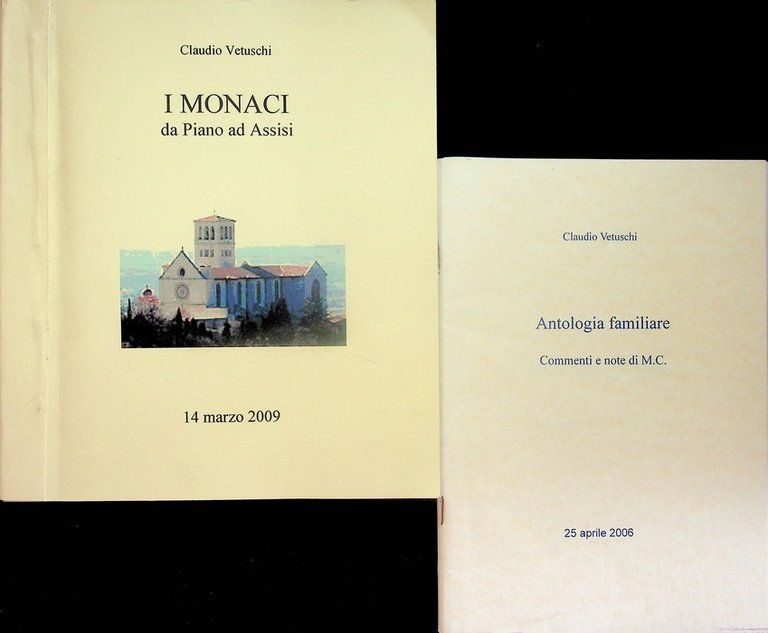 Claudio Vetuschi
I MONACI
da Piano ad Assisi
14 marzo 2009
Claudio Vetuschi
Antologia familiare
Commenti e note di M.C.
25 aprile 2006